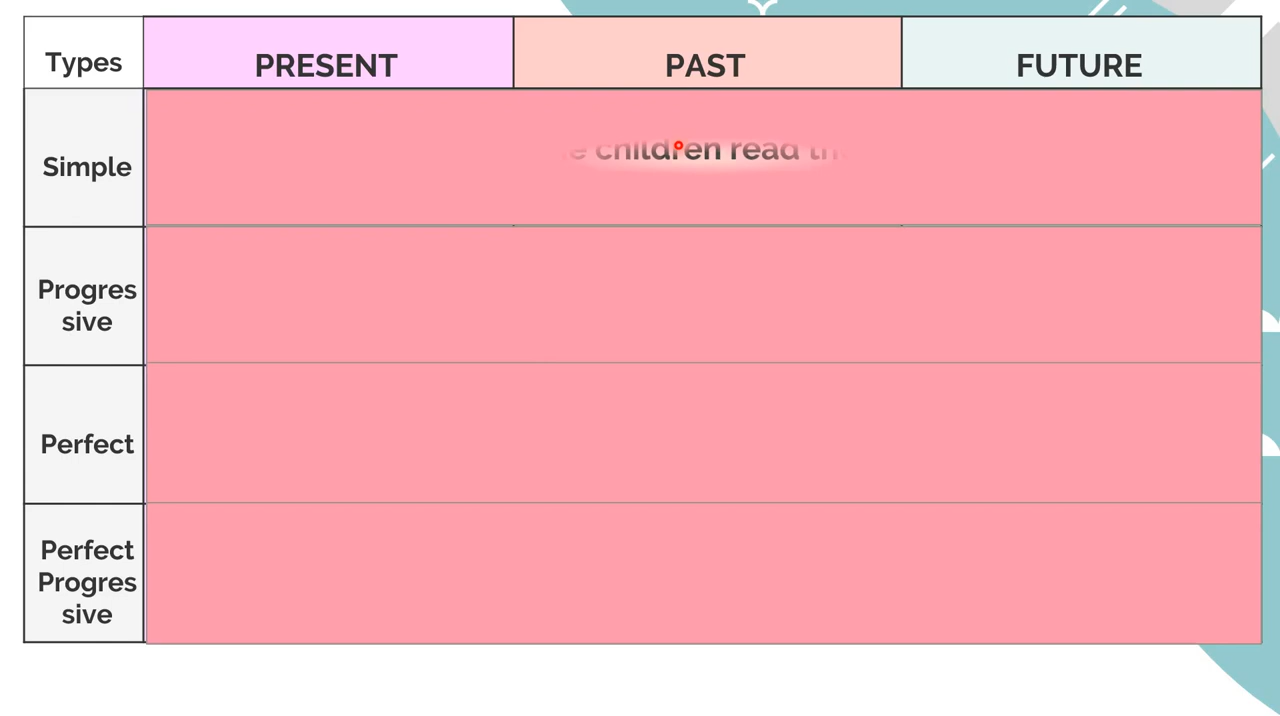 Types
PRESENT
PAST
FUTURE
Simple
children read
Progres
sive
Perfect
Perfect
Progres
sive